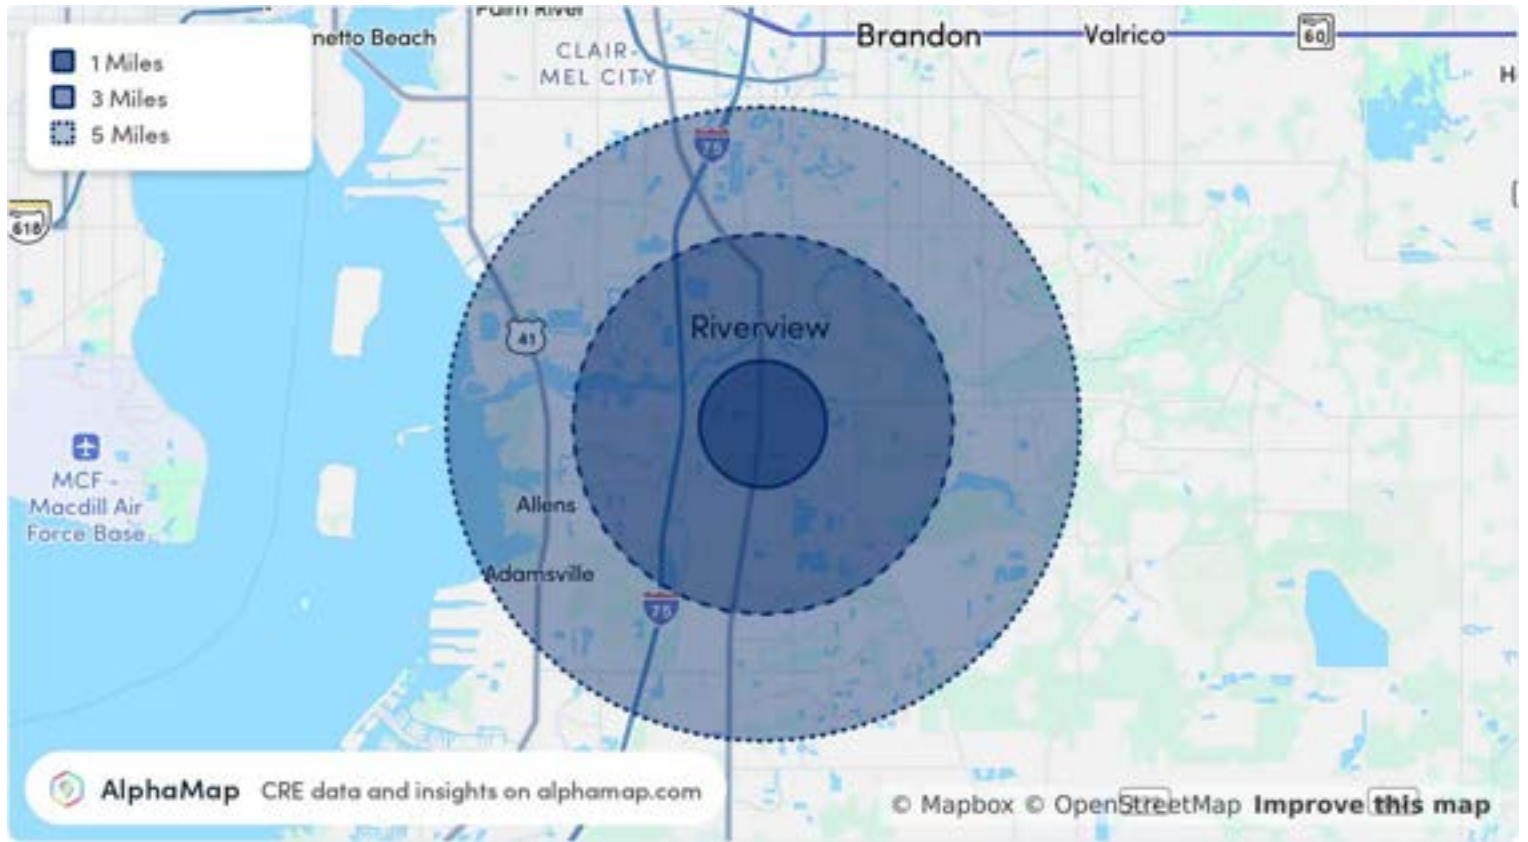 Palm River
netto Beach
CLAIR-
MEL CITY
Brandon
Valrico
60
1 Miles
3 Miles
5 Miles
H
75
618
Riverview
41
MCF -
Macdill Air
Force Base
Allens
Adamsville
75
AlphaMap CRE data and insights on alphamap.com
© Mapbox © OpenStreetMap Improve this map